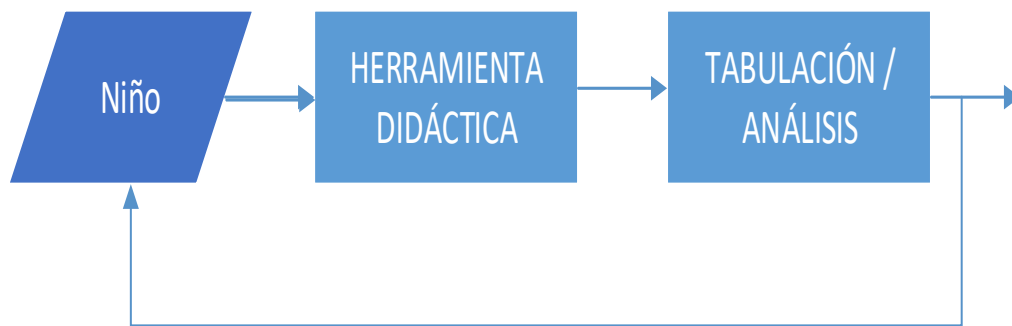 Niño
HERRAMIENTA
DIDÁCTICA
TABULACIÓN /
ANÁLISIS